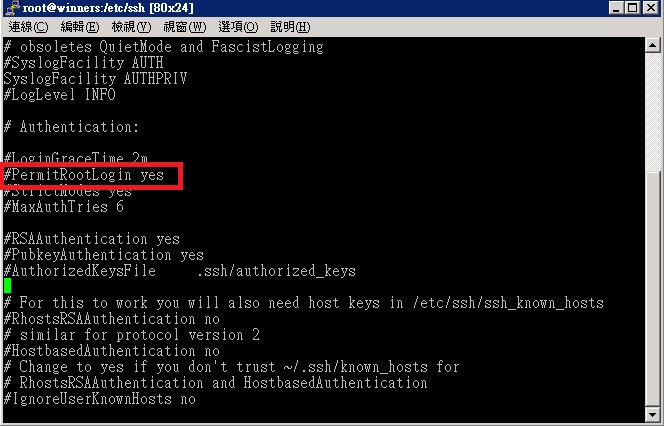 root@winners:/etc/ssh [80x24]
連線(C) 編輯(E) 檢視(V) 視窗(W) 選項(O) 說明(H)
# obsoletes QuietMode and FascistLogging
#SyslogFacility AUTH
SyslogFacility AUTHPRIV
#LogLevel INFO
# Authentication:
#LoginGraceTime 2m
#PermitRootLogin yes
#StrictModes yes
#MaxAuthTries 6
#RSAAuthentication yes
#PubkeyAuthentication yes
#AuthorizedKeysFile     .ssh/authorized_keys
# For this to work you will also need host keys in /etc/ssh/ssh_known_hosts
#RhostsRSAAuthentication no
# similar for protocol version 2
#HostbasedAuthentication no
# Change to yes if you don't trust ~/.ssh/known_hosts for
# RhostsRSAAuthentication and HostbasedAuthentication
#IgnoreUserKnownHosts no